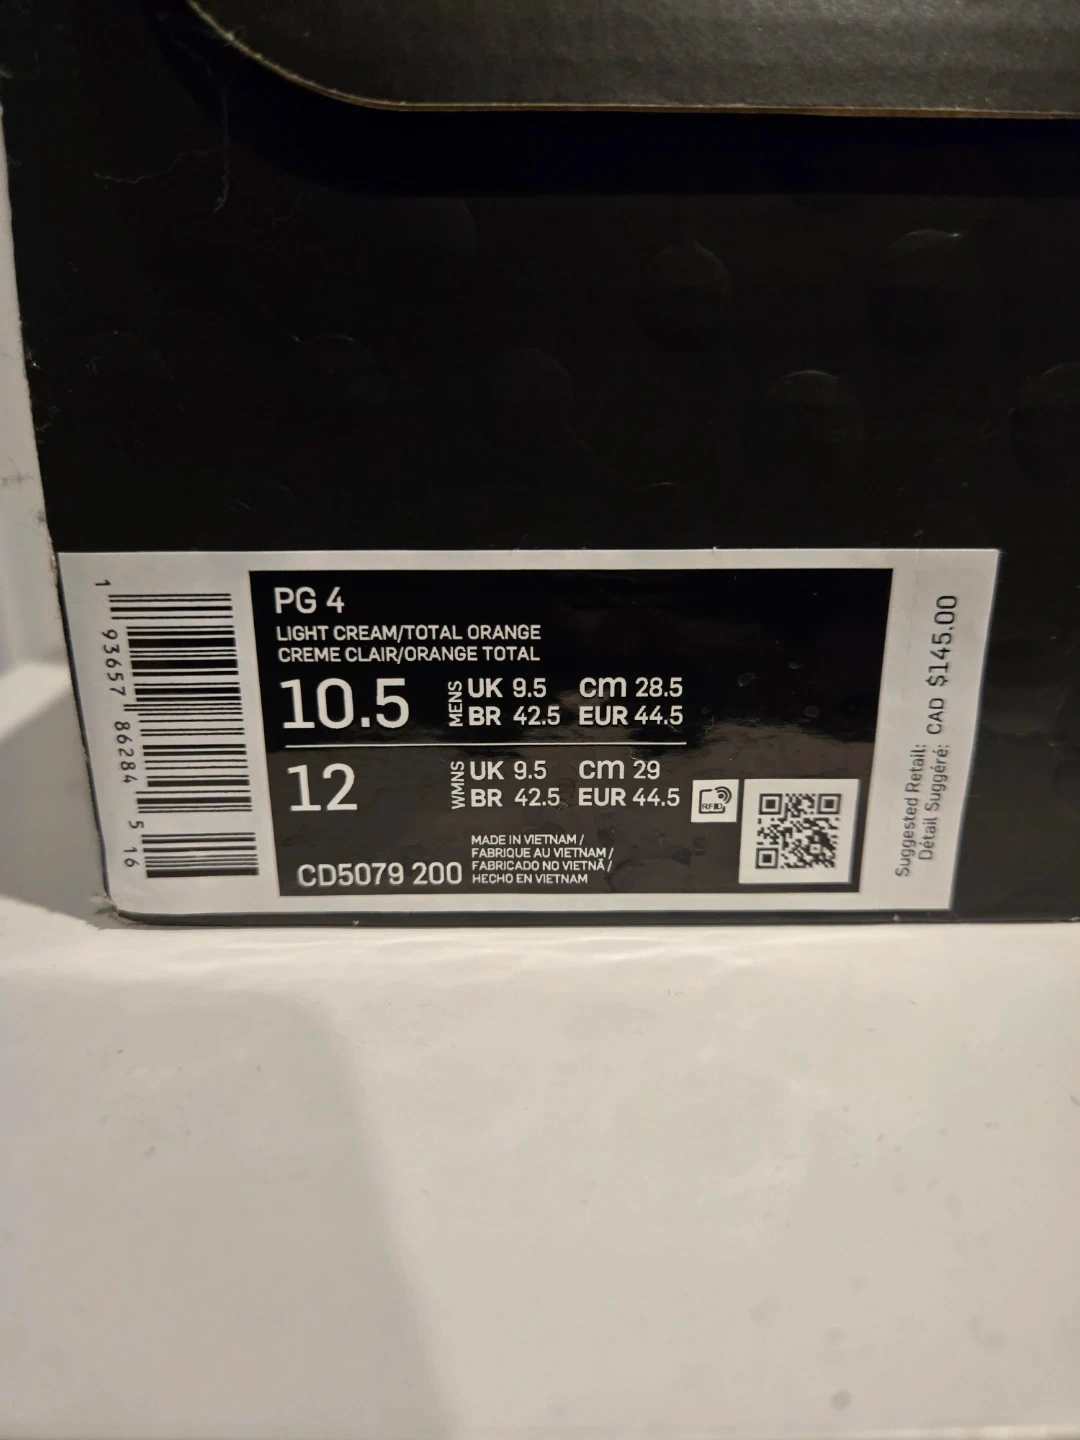 1 93657 86284 5 16
PG 4
LIGHT CREAM/TOTAL ORANGE
CREME CLAIR/ORANGE TOTAL
10.5 MENS UK 9.5 cm 28.5
BR 42.5 EUR 44.5
12 WMNS UK 9.5 cm 29
BR 42.5 EUR 44.5
RFID
CD5079 200
MADE IN VIETNAM /
FABRIQUE AU VIETNAM /
FABRICADO NO VIETNÃ /
HECHO EN VIETNAM
Suggested Retail:
Détail Suggéré: CAD $145.00